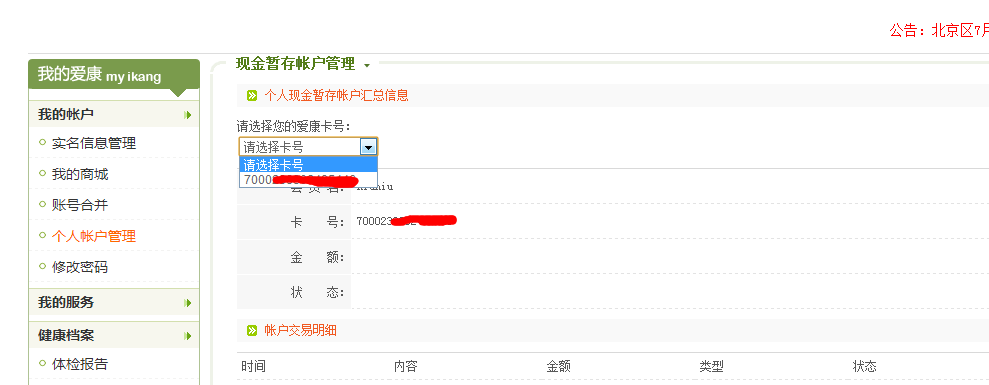 公告：北京区7月
我的爱康 my ikang
我的帐户
实名信息管理
我的商城
账号合并
个人帐户管理
修改密码
我的服务
健康档案
体检报告
现金暂存帐户管理
个人现金暂存帐户汇总信息
请选择您的爱康卡号：
请选择卡号
请选择卡号
7000
会 员 名：
卡 号： 700023
金 额：
状 态：
帐户交易明细
时间 内容 金额 类型 状态